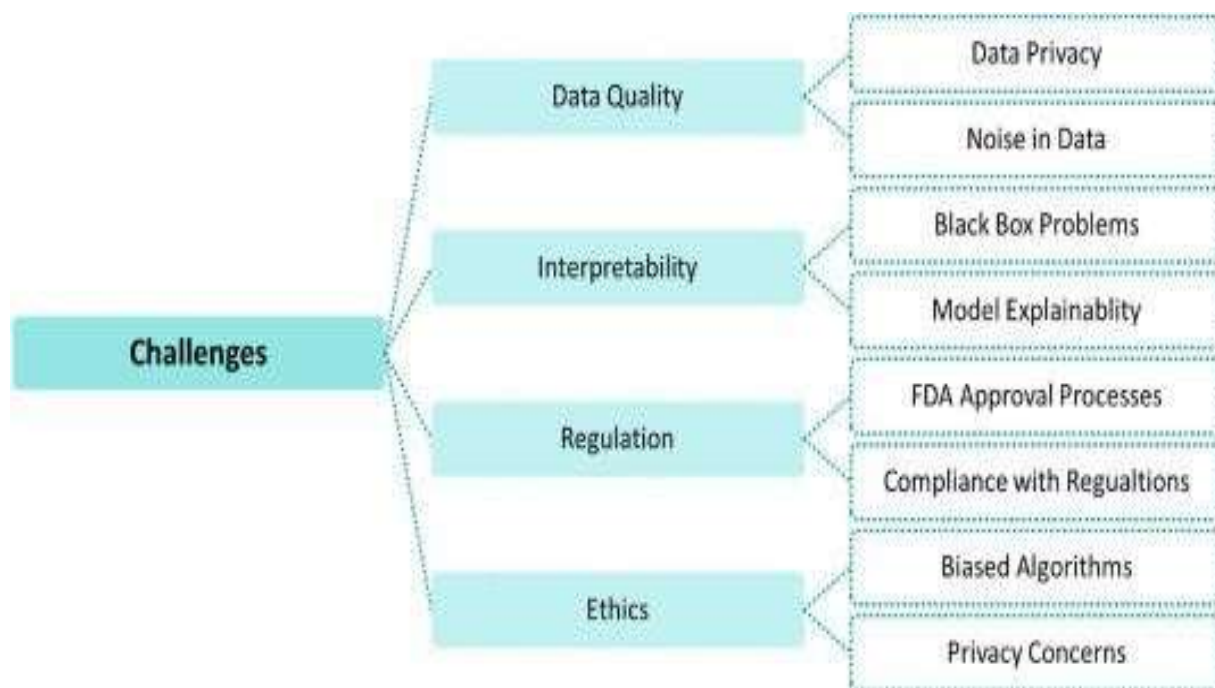 Challenges
Data Quality
Data Privacy
Noise in Data
Interpretability
Black Box Problems
Model Explainablity
Regulation
FDA Approval Processes
Compliance with Regualtions
Ethics
Biased Algorithms
Privacy Concerns